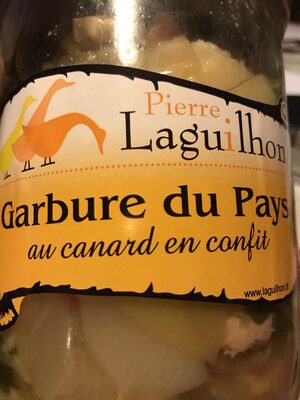 Pierre
Laguilhon
Garbure du Pays
au canard en confit
www.laguilhon.fr